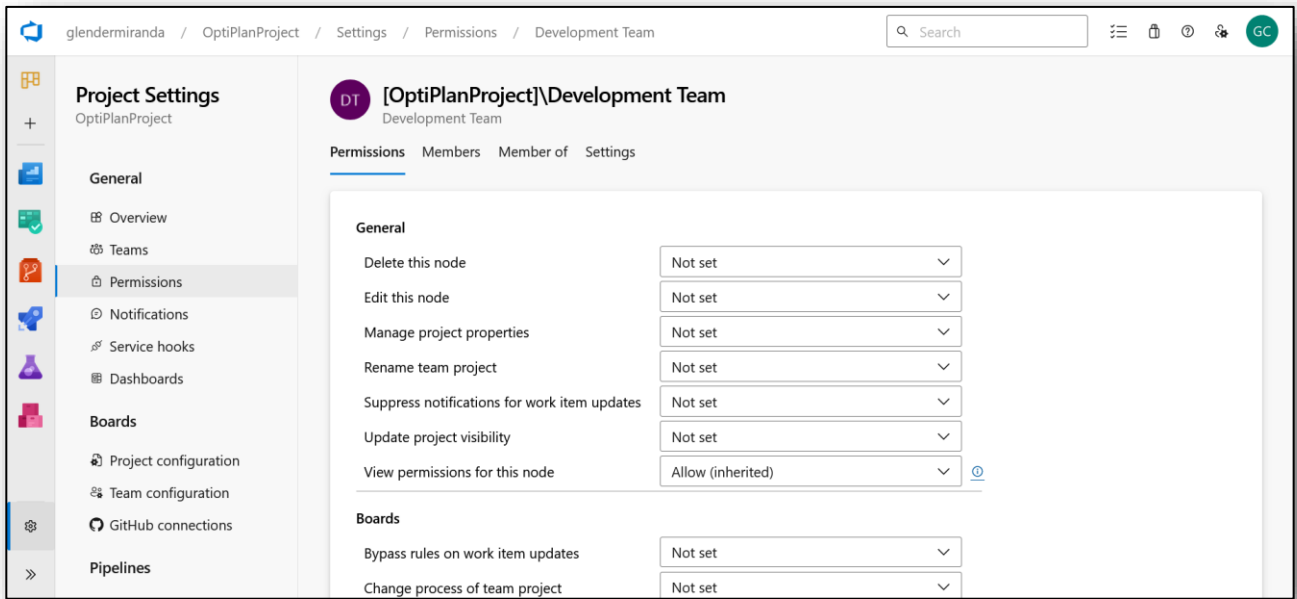 glendermiranda / OptiPlanProject / Settings / Permissions / Development Team
Search
GC
Project Settings
OptiPlanProject
General
Overview
Teams
Permissions
Notifications
Service hooks
Dashboards
Boards
Project configuration
Team configuration
GitHub connections
Pipelines
DT
[OptiPlanProject]\Development Team
Development Team
Permissions Members Member of Settings
General
Delete this node Not set
Edit this node Not set
Manage project properties Not set
Rename team project Not set
Suppress notifications for work item updates Not set
Update project visibility Not set
View permissions for this node Allow (inherited)
Boards
Bypass rules on work item updates Not set
Change process of team project Not set